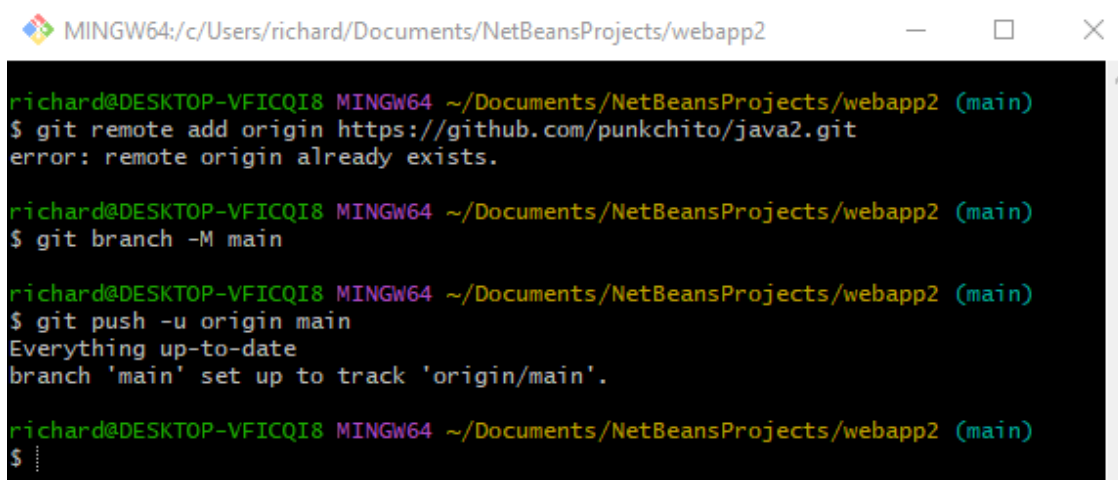 MINGW64:/c/Users/richard/Documents/NetBeansProjects/webapp2
richard@DESKTOP-VFICQI8 MINGW64 ~/Documents/NetBeansProjects/webapp2 (main)
$ git remote add origin https://github.com/punkchito/java2.git
error: remote origin already exists.
richard@DESKTOP-VFICQI8 MINGW64 ~/Documents/NetBeansProjects/webapp2 (main)
$ git branch -M main
richard@DESKTOP-VFICQI8 MINGW64 ~/Documents/NetBeansProjects/webapp2 (main)
$ git push -u origin main
Everything up-to-date
branch 'main' set up to track 'origin/main'.
richard@DESKTOP-VFICQI8 MINGW64 ~/Documents/NetBeansProjects/webapp2 (main)
$